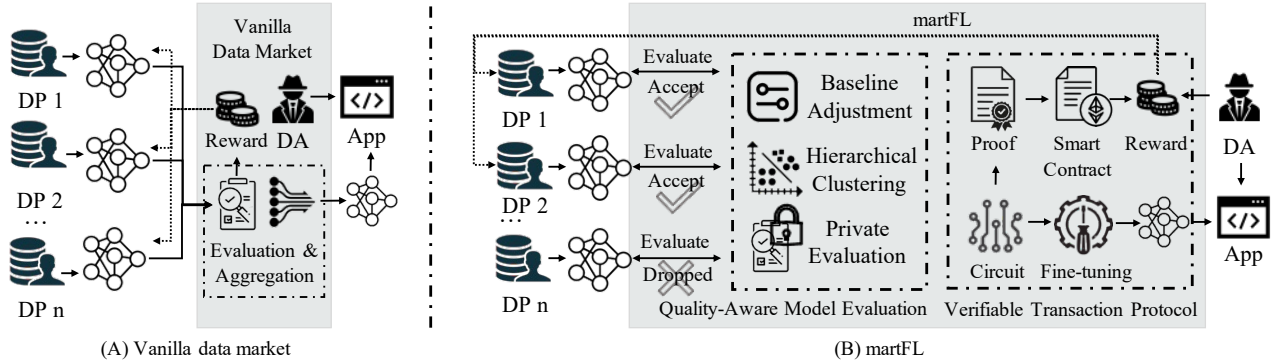 Vanilla
Data Market
DP 1
DP 2
...
DP n
Reward
DA
App
</>
Evaluation &
Aggregation
(A) Vanilla data market
martFL
DP 1
DP 2
...
DP n
Evaluate
Accept
Evaluate
Accept
Evaluate
Dropped
Baseline
Adjustment
Hierarchical
Clustering
Private
Evaluation
Quality-Aware Model Evaluation
Proof
Smart
Contract
Reward
Circuit
Fine-tuning
Verifiable Transaction Protocol
DA
</>
App
(B) martFL